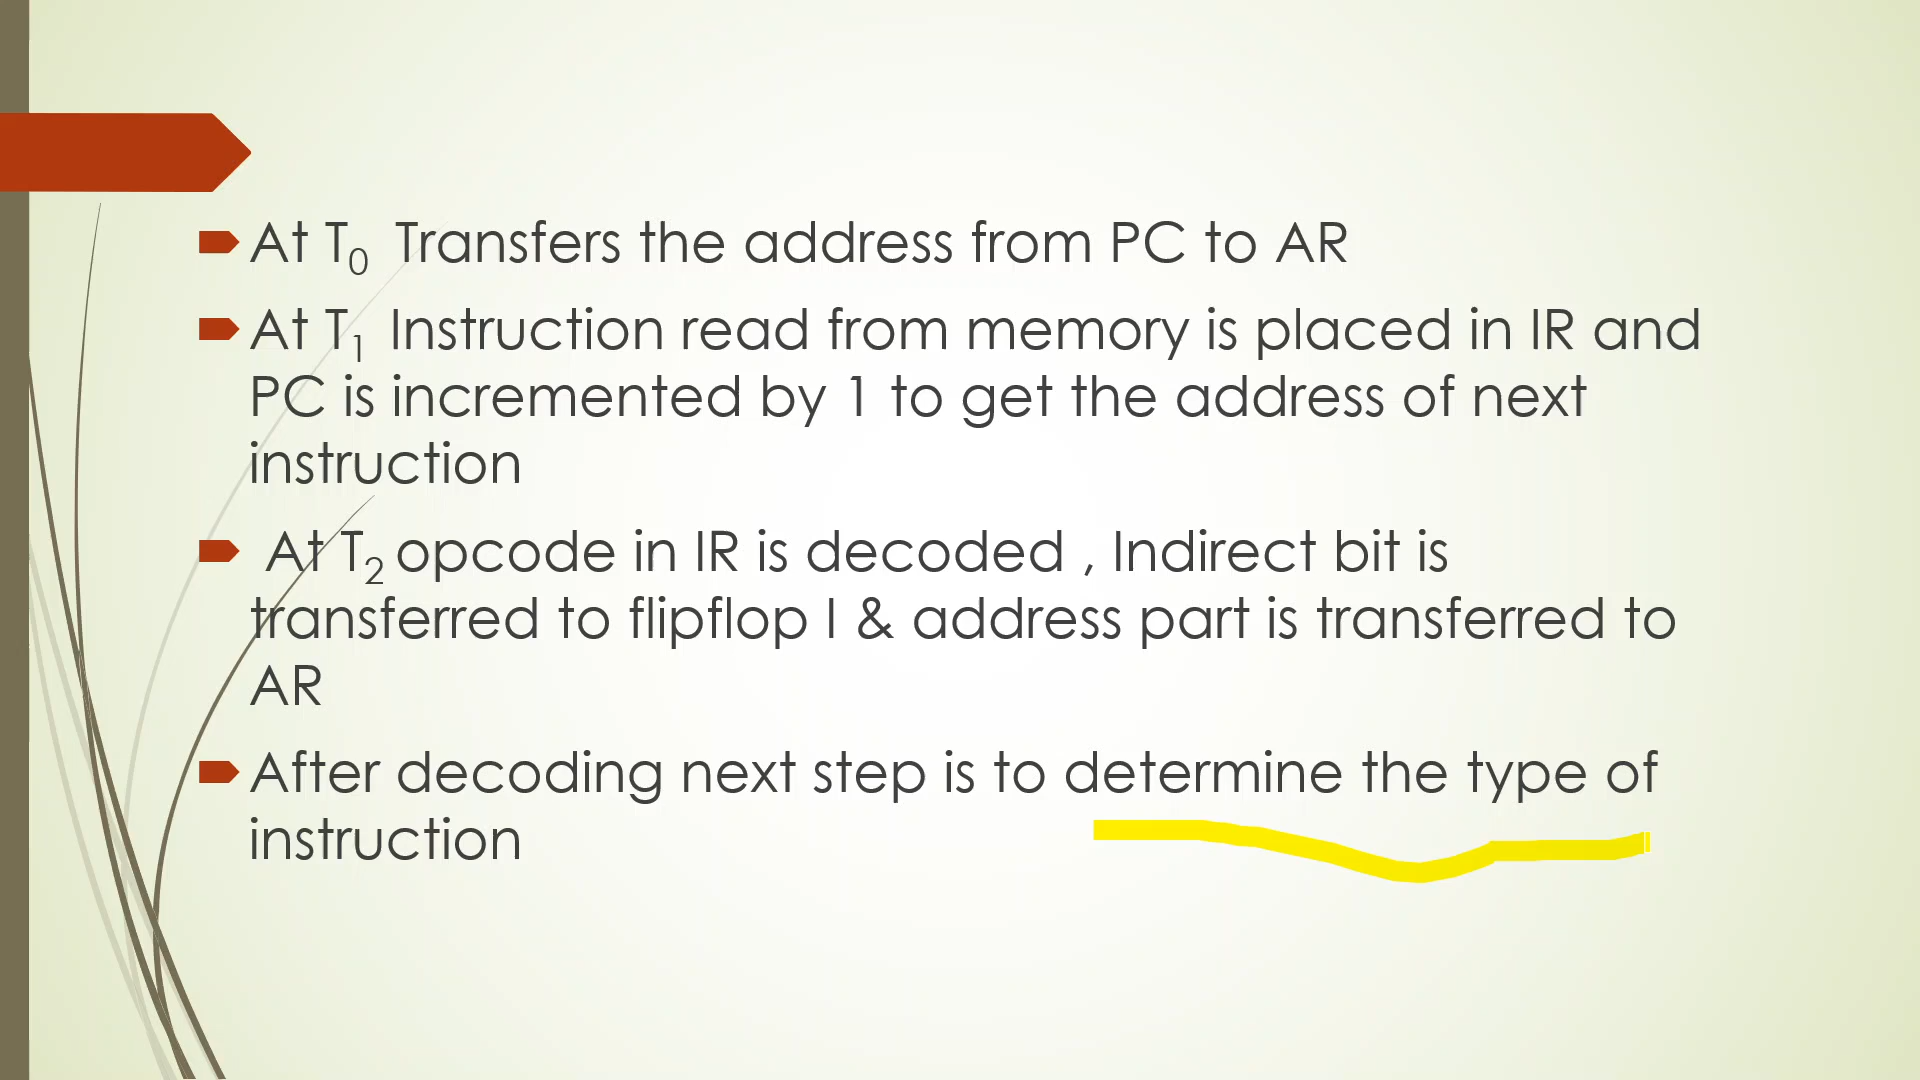 At T₀ Transfers the address from PC to AR
At T₁ Instruction read from memory is placed in IR and
PC is incremented by 1 to get the address of next
instruction
At T₂ opcode in IR is decoded , Indirect bit is
transferred to flipflop I & address part is transferred to
AR
After decoding next step is to determine the type of
instruction